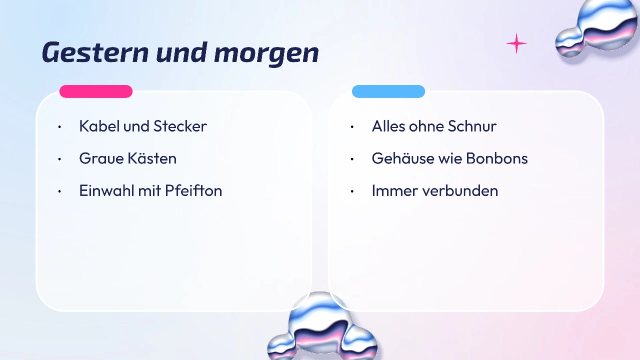 Gestern und morgen
Kabel und Stecker
Graue Kästen
Einwahl mit Pfeifton
Alles ohne Schnur
Gehäuse wie Bonbons
Immer verbunden